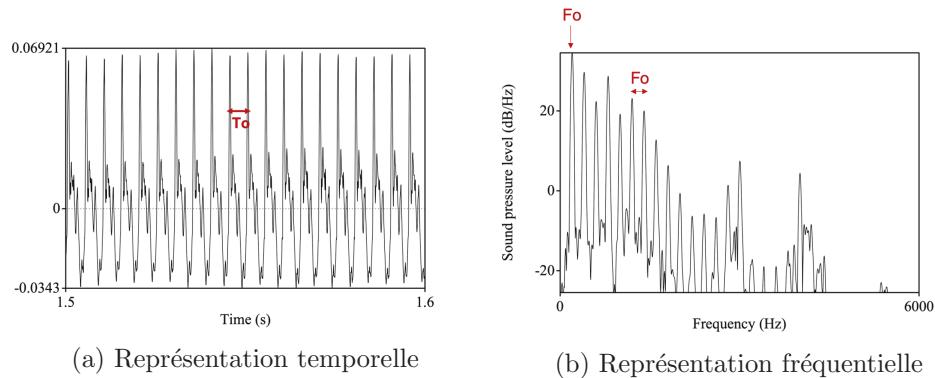 0.06921
To
0
-0.0343
1.5
1.6
Time (s)
(a) Représentation temporelle
Fo
Fo
20
0
-20
Sound pressure level (dB/Hz)
0
6000
Frequency (Hz)
(b) Représentation fréquentielle